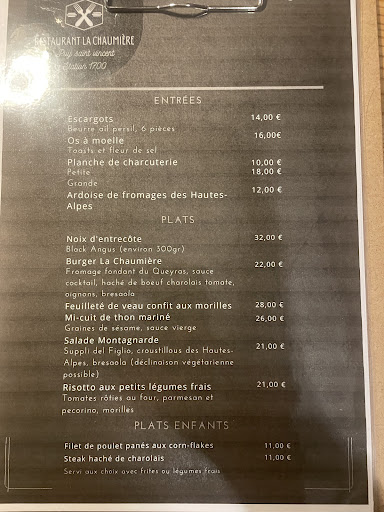 RESTAURANT LA CHAUMIÈRE
Puy saint vincent
Station 1700
ENTRÉES
Escargots 14,00 €
Beurre ail persil, 6 pièces
Os à moelle 16,00€
Toasts et fleur de sel
Planche de charcuterie 10,00 €
Petite 18,00 €
Grande
Ardoise de fromages des Hautes- 12,00 €
Alpes
PLATS
Noix d'entrecôte 32,00 €
Black Angus (environ 300gr)
Burger La Chaumière 22,00 €
Fromage fondant du Queyras, sauce
cocktail, haché de boeuf charolais tomate,
oignons, bresaola
Feuilleté de veau confit aux morilles 28,00 €
Mi-cuit de thon mariné 26,00 €
Graines de sésame, sauce vierge
Salade Montagnarde 21,00 €
Suppli del Figlio, croustillous des Hautes-
Alpes, bresaola (déclinaison végétarienne
possible)
Risotto aux petits légumes frais 21,00 €
Tomates rôties au four, parmesan et
pecorino, morilles
PLATS ENFANTS
Filet de poulet panés aux corn-flakes 11,00 €
Steak haché de charolais 11,00 €
Servi aux choix avec frites ou légumes frais